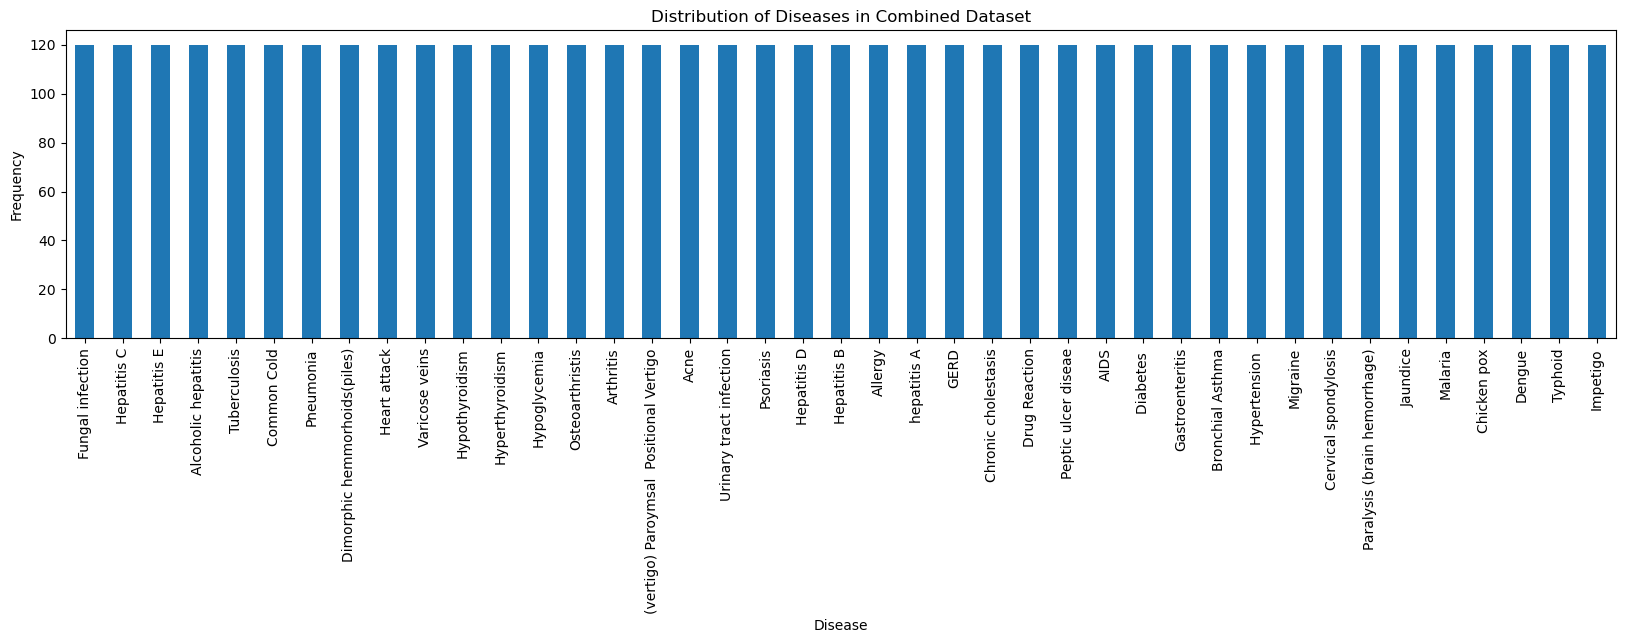 Distribution of Diseases in Combined Dataset
Frequency
120
100
80
60
40
20
0
Fungal infection
Hepatitis C
Hepatitis E
Alcoholic hepatitis
Tuberculosis
Common Cold
Pneumonia
Dimorphic hemmorhoids(piles)
Heart attack
Varicose veins
Hypothyroidism
Hyperthyroidism
Hypoglycemia
Osteoarthristis
Arthritis
(vertigo) Paroymsal  Positional Vertigo
Acne
Urinary tract infection
Psoriasis
Hepatitis D
Hepatitis B
Allergy
hepatitis A
GERD
Chronic cholestasis
Drug Reaction
Peptic ulcer diseae
AIDS
Diabetes
Gastroenteritis
Bronchial Asthma
Hypertension
Migraine
Cervical spondylosis
Paralysis (brain hemorrhage)
Jaundice
Malaria
Chicken pox
Dengue
Typhoid
Impetigo
Disease